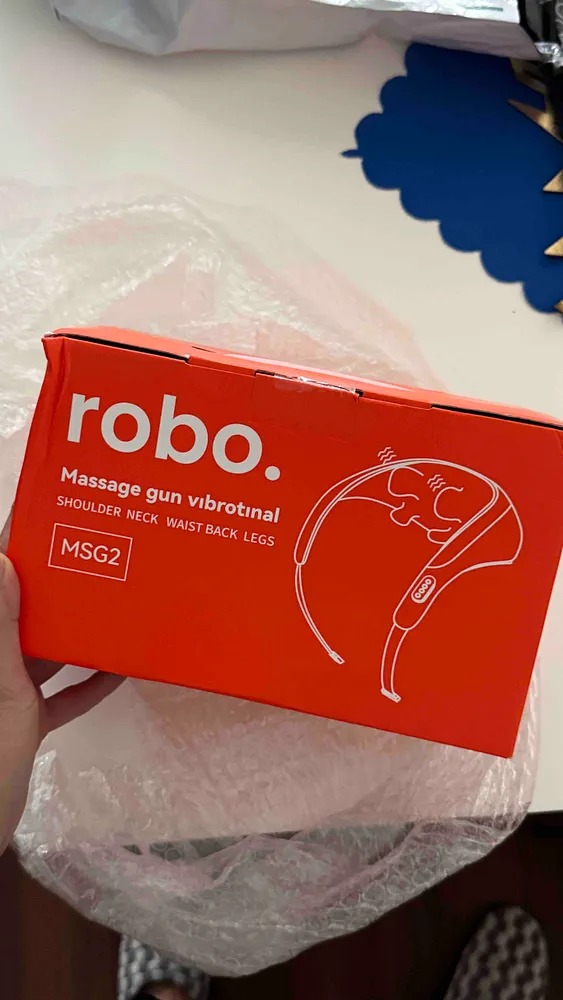 robo.
Massage gun vıbrotınal
SHOULDER NECK WAIST BACK LEGS
MSG2